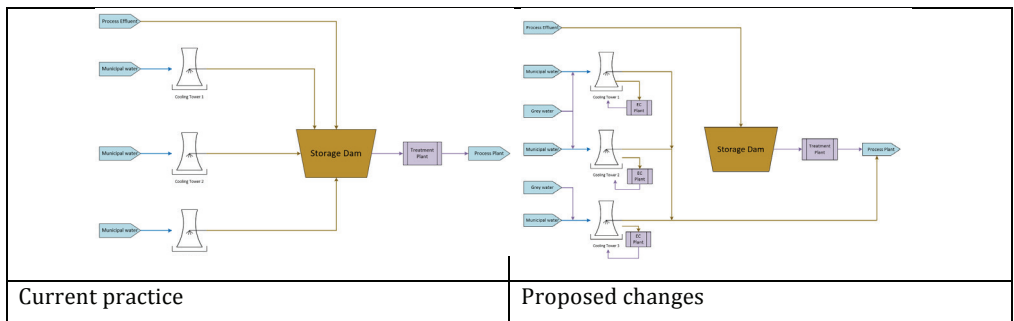 Process Effluent
Municipal water
Cooling Tower 1
Municipal water
Cooling Tower 2
Municipal water
Storage Dam
Treatment
Plant
Process Plant
Process Effluent
Municipal water
Cooling Tower 1
EC
Plant
Grey water
Municipal water
Cooling Tower 2
EC
Plant
Grey water
Municipal water
Cooling Tower 3
EC
Plant
Storage Dam
Treatment
Plant
Process Plant
Current practice
Proposed changes